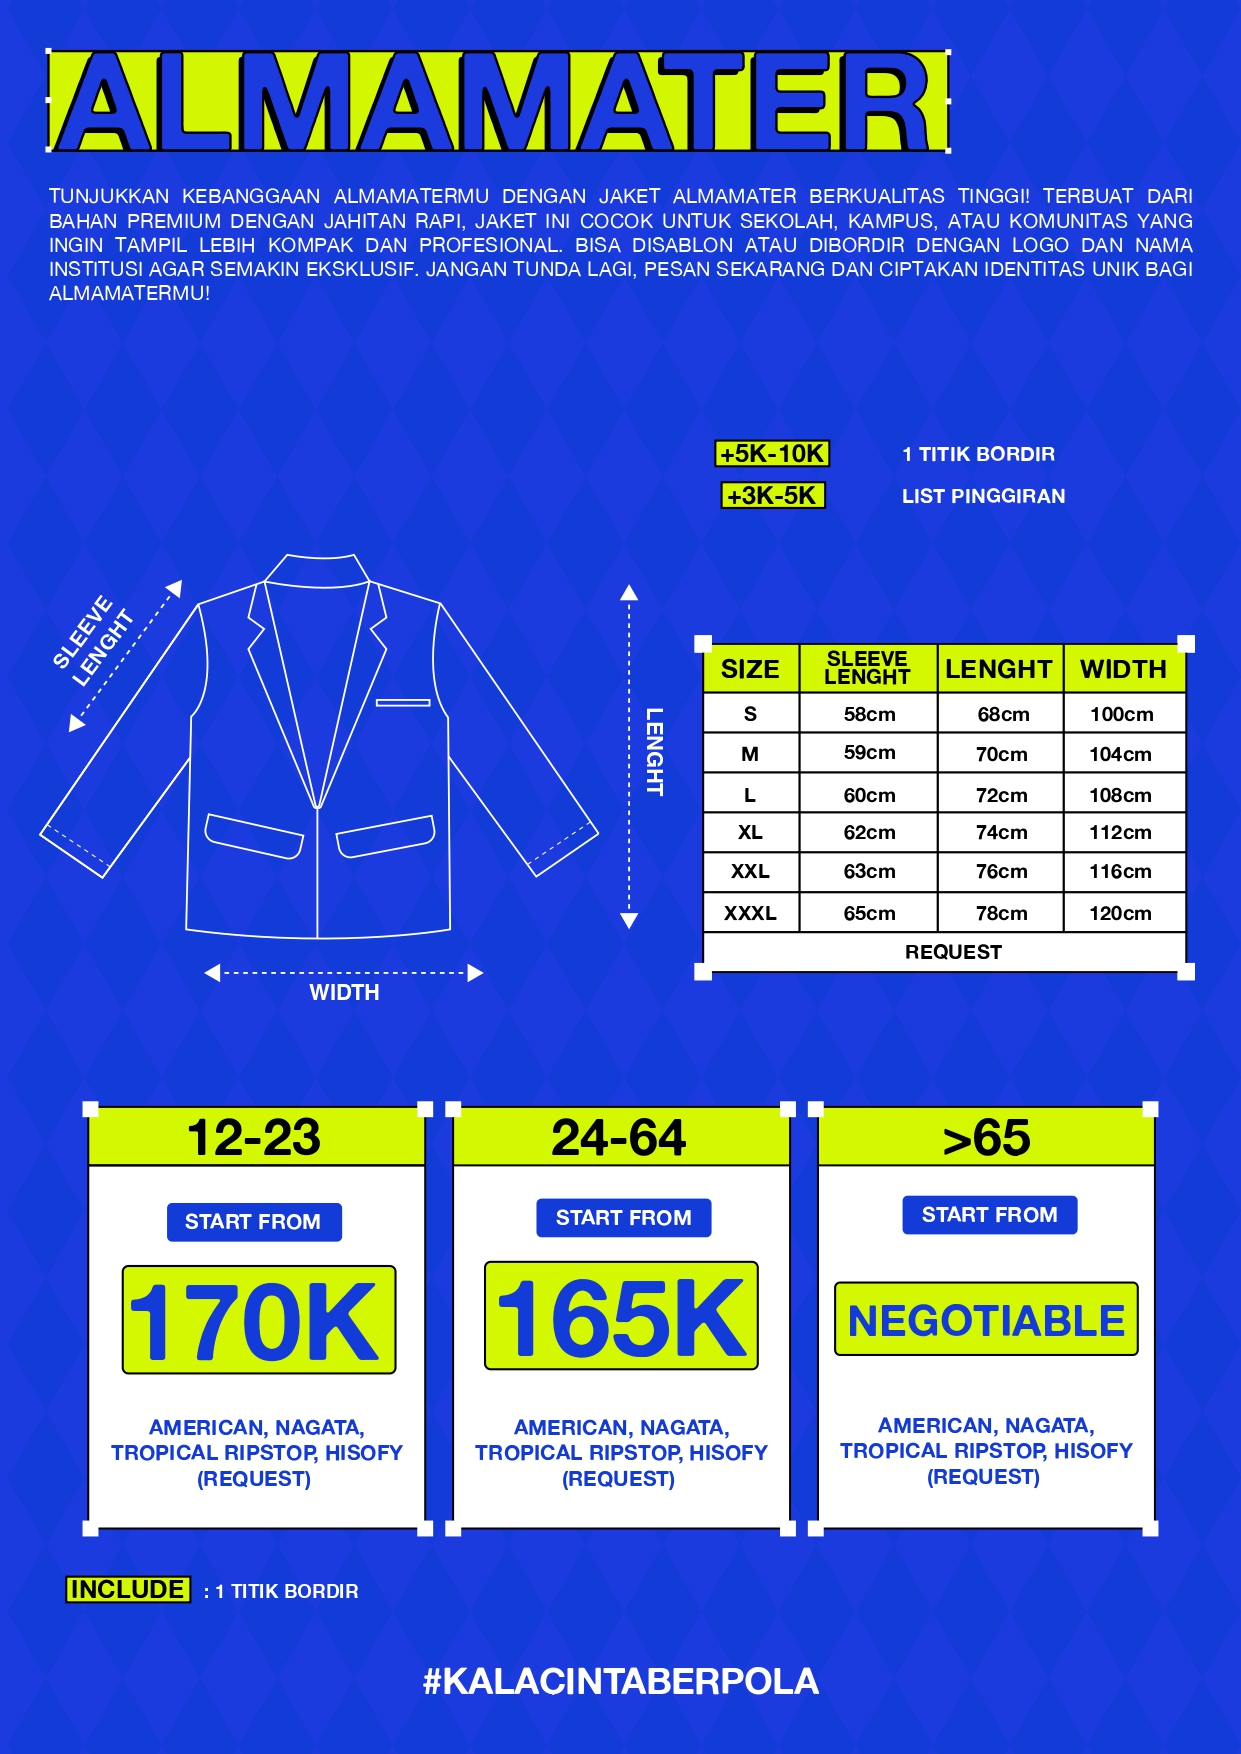 ALMAMATER
TUNJUKKAN KEBANGGAAN ALMAMATERMU DENGAN JAKET ALMAMATER BERKUALITAS TINGGI! TERBUAT DARI
BAHAN PREMIUM DENGAN JAHITAN RAPI, JAKET INI COCOK UNTUK SEKOLAH, KAMPUS, ATAU KOMUNITAS YANG
INGIN TAMPIL LEBIH KOMPAK DAN PROFESIONAL. BISA DISABLON ATAU DIBORDIR DENGAN LOGO DAN NAMA
INSTITUSI AGAR SEMAKIN EKSKLUSIF. JANGAN TUNDA LAGI, PESAN SEKARANG DAN CIPTAKAN IDENTITAS UNIK BAGI
ALMAMATERMU!
+5K-10K 1 TITIK BORDIR
+3K-5K LIST PINGGIRAN
SLEEVE
LENGHT
LENGHT
WIDTH
SIZE SLEEVE LENGHT LENGHT WIDTH
S 58cm 68cm 100cm
M 59cm 70cm 104cm
L 60cm 72cm 108cm
XL 62cm 74cm 112cm
XXL 63cm 76cm 116cm
XXXL 65cm 78cm 120cm
REQUEST
12-23
START FROM
170K
AMERICAN, NAGATA,
TROPICAL RIPSTOP, HISOFY
(REQUEST)
24-64
START FROM
165K
AMERICAN, NAGATA,
TROPICAL RIPSTOP, HISOFY
(REQUEST)
>65
START FROM
NEGOTIABLE
AMERICAN, NAGATA,
TROPICAL RIPSTOP, HISOFY
(REQUEST)
INCLUDE : 1 TITIK BORDIR
#KALACINTABERPOLA